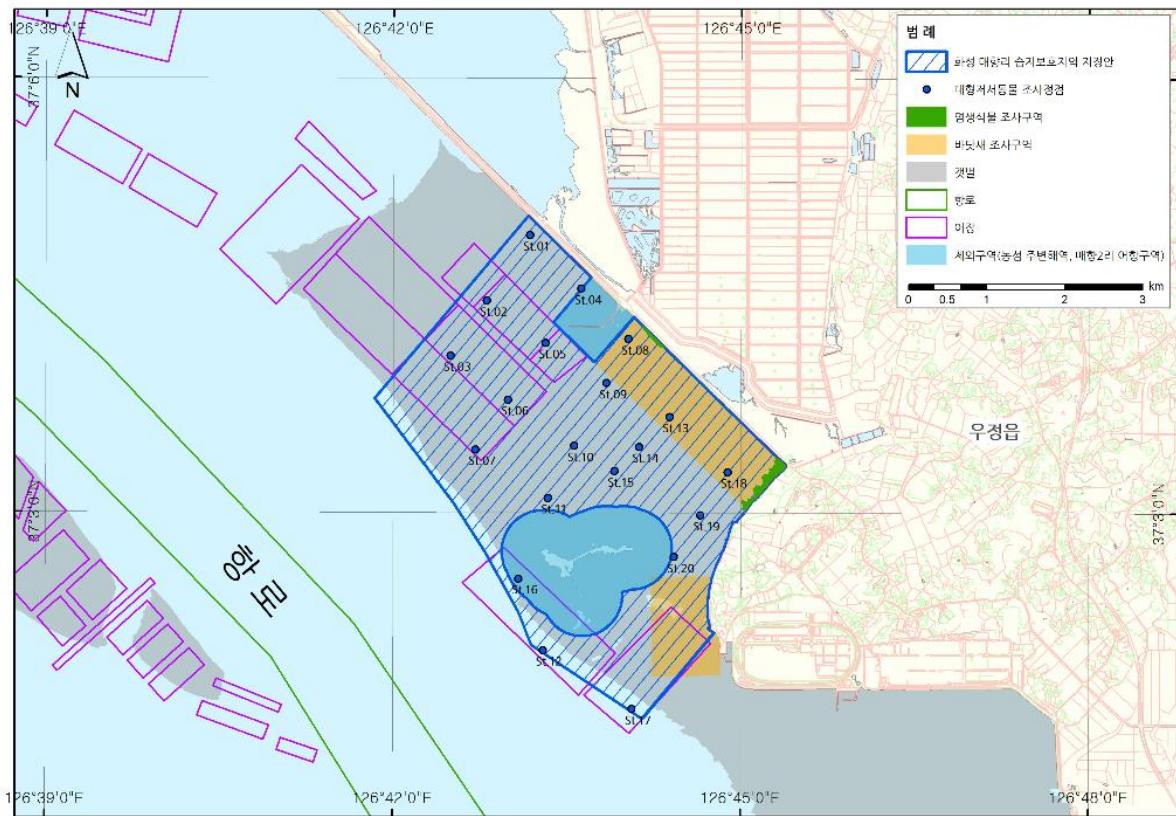 126°39'0"E
126°42'0"E
126°45'0"E
37°6'0"N
N
범 례
화성 매향리 습지보호지역 지정안
대형저서동물 조사정점
염생식물 조사구역
바닷새 조사구역
갯벌
항로
어장
제외구역(농섬 주변해역, 매향2리 어항구역)
km
0 0.5 1 2 3
St.01
St.04
St.02
St.08
St.05
St.03
St.09
St.06
St.13
우정읍
St.07
St.10
St.14
St.15
St.18
St.11
St.19
37°3'0"N
37°3'0"N
항로
St.20
St.16
St.12
St.17
126°39'0"E
126°42'0"E
126°45'0"E
126°48'0"E